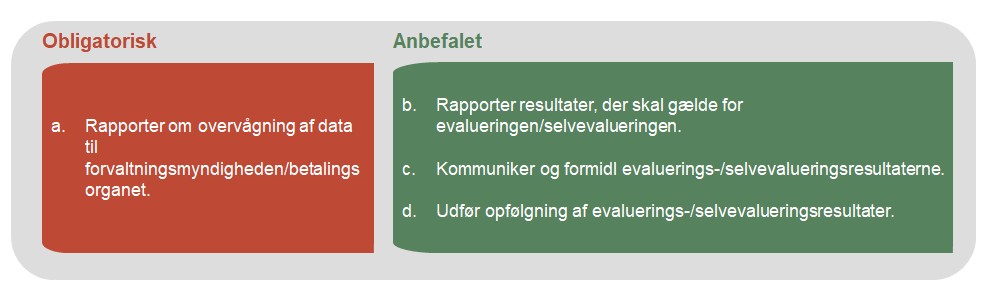 Obligatorisk
a. Rapporter om overvågning af data
til
forvaltningsmyndigheden/betalings
organet.
Anbefalet
b. Rapporter resultater, der skal gælde for
evalueringen/selvevalueringen.
c. Kommuniker og formidl evaluerings-/selvevalueringsresultaterne.
d. Udfør opfølgning af evaluerings-/selvevalueringsresultater.